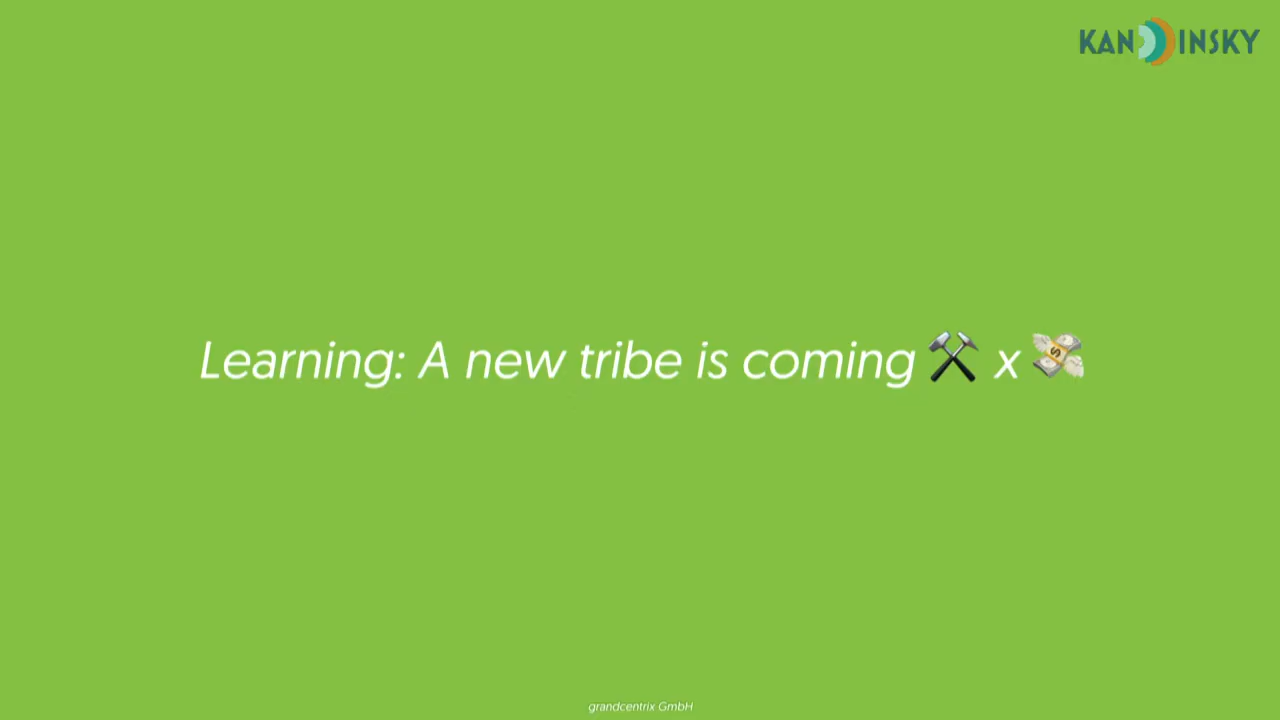 KANDINSKY
Learning: A new tribe is coming ⚒ x 💸
grandcentrix GmbH